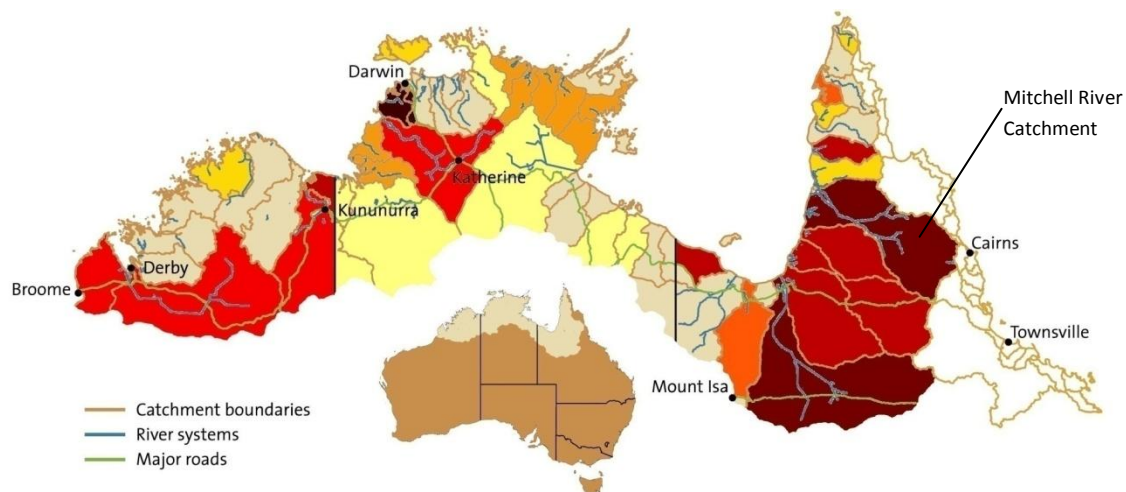 Darwin
Mitchell River
Catchment
Katherine
Kununurra
Cairns
Derby
Broome
Townsville
Mount Isa
Catchment boundaries
River systems
Major roads